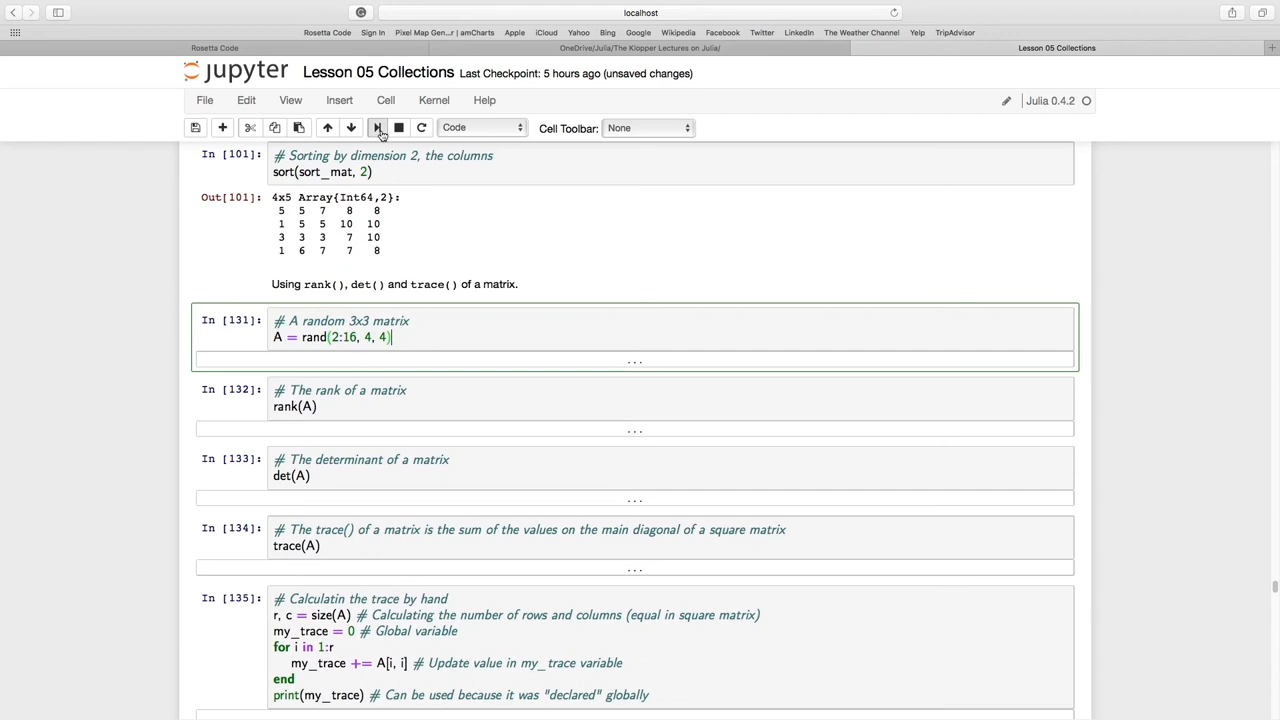 localhost
Rosetta Code Sign In Pixel Map Gen...r | amCharts Apple iCloud Yahoo Bing Google Wikipedia Facebook Twitter LinkedIn The Weather Channel Yelp TripAdvisor
Rosetta Code OneDrive/Julia/The Klopper Lectures on Julia/ Lesson 05 Collections
jupyter Lesson 05 Collections Last Checkpoint: 5 hours ago (unsaved changes)
File Edit View Insert Cell Kernel Help Julia 0.4.2
Code Cell Toolbar: None
In [101]: # Sorting by dimension 2, the columns
sort(sort_mat, 2)
Out[101]: 4x5 Array{Int64,2}:
5 5 7 8 8
1 5 5 10 10
3 3 3 7 10
1 6 7 7 8
Using rank(), det() and trace() of a matrix.
In [131]: # A random 3x3 matrix
A = rand(2:16, 4, 4)
...
In [132]: # The rank of a matrix
rank(A)
...
In [133]: # The determinant of a matrix
det(A)
...
In [134]: # The trace() of a matrix is the sum of the values on the main diagonal of a square matrix
trace(A)
...
In [135]: # Calculatin the trace by hand
r, c = size(A) # Calculating the number of rows and columns (equal in square matrix)
my_trace = 0 # Global variable
for i in 1:r
my_trace += A[i, i] # Update value in my_trace variable
end
print(my_trace) # Can be used because it was "declared" globally